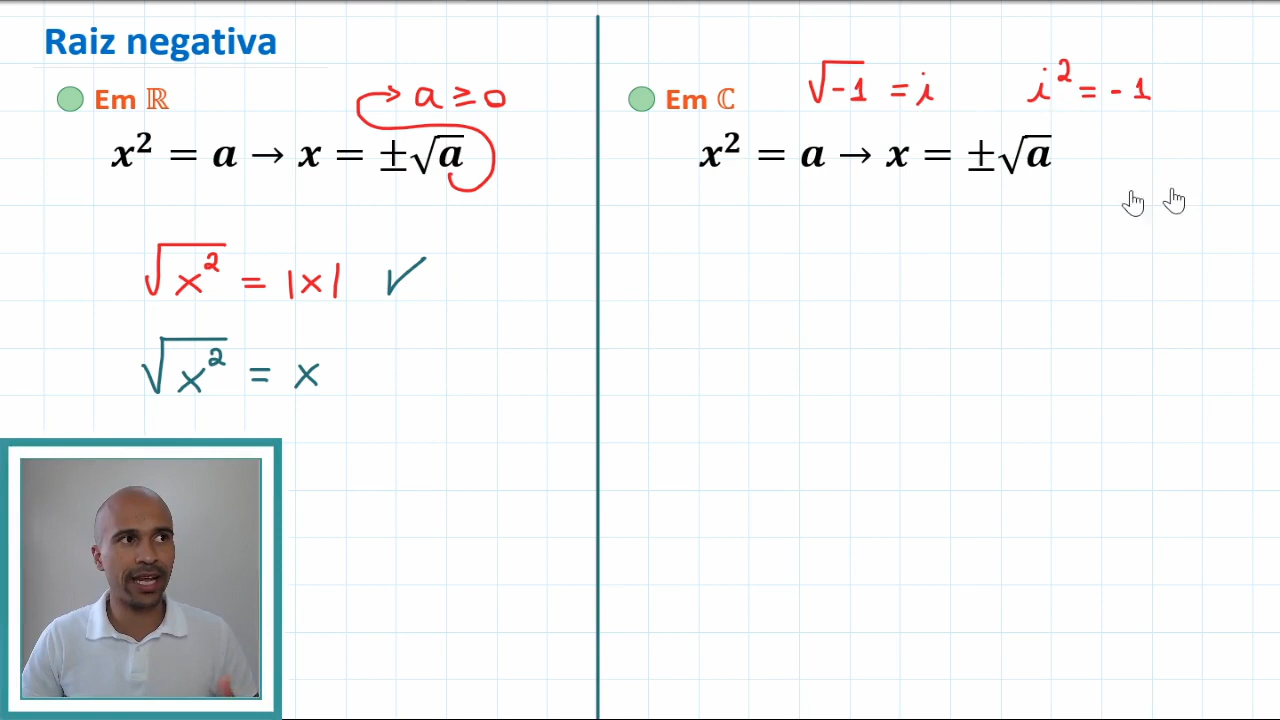 Raiz negativa
Em ℝ
a ≥ 0
x² = a → x = ±√a
√x² = |x| ✓
√x² = x
Em ℂ
√-1 = i
i² = -1
x² = a → x = ±√a